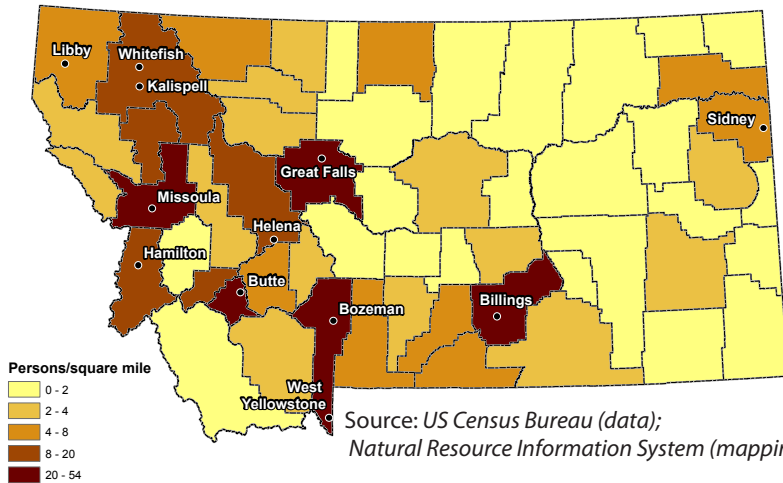 Libby
Whitefish
Kalispell
Sidney
Great Falls
Missoula
Helena
Hamilton
Butte
Billings
Bozeman
West
Yellowstone
Persons/square mile
0 - 2
2 - 4
4 - 8
8 - 20
20 - 54
Source: US Census Bureau (data);
Natural Resource Information System (mappin